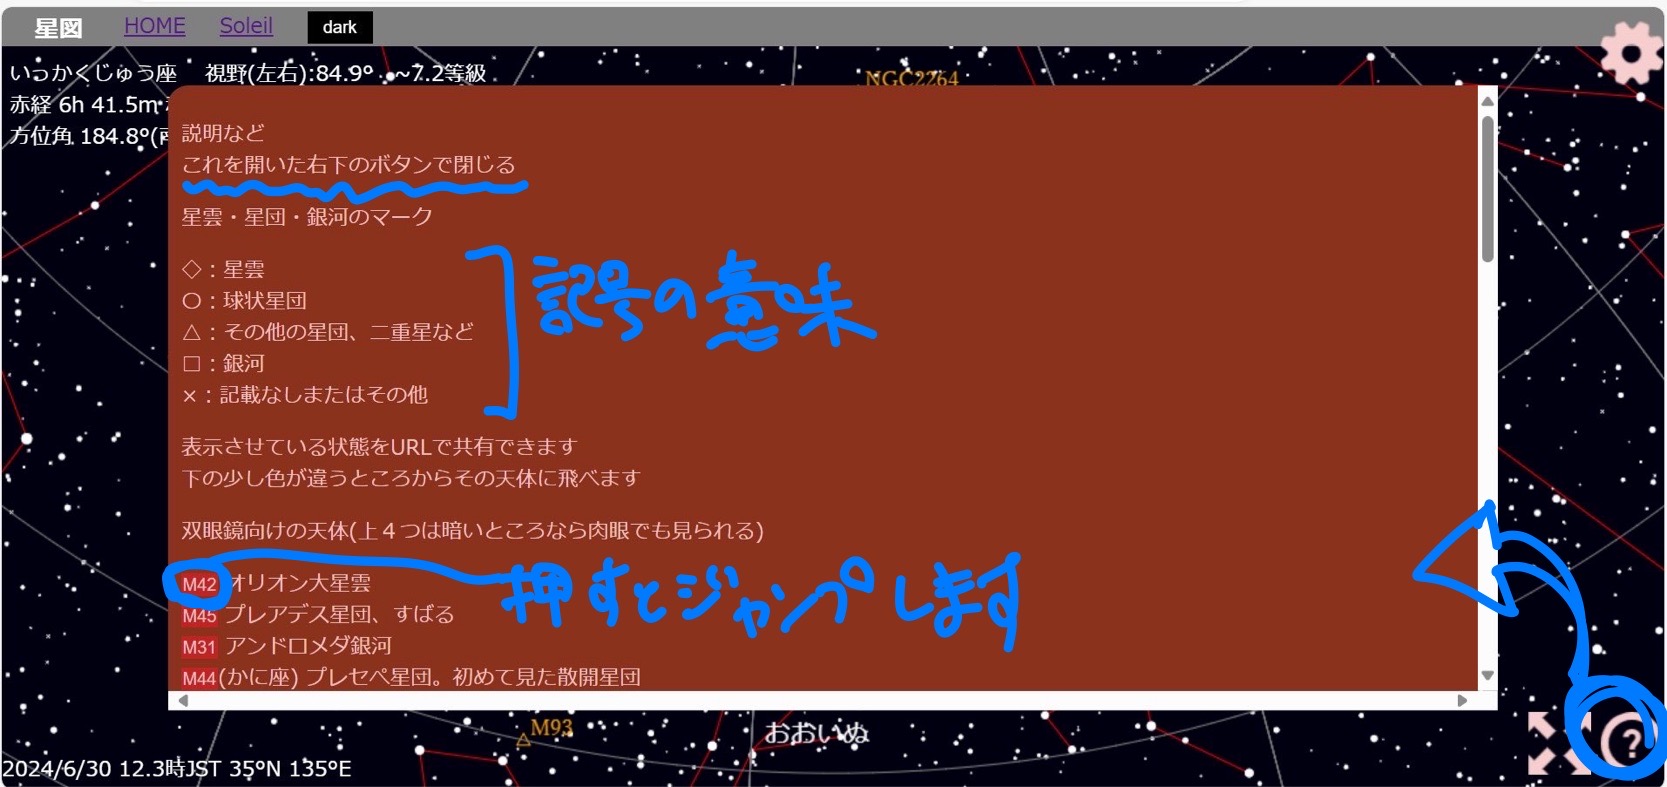 星図 HOME Soleil dark
いっかくじゅう座 視野(左右):84.9° ~7.2等級
赤経 6h 41.5m
方位角 184.8°(南
NGC2264
説明など
これを開いた右下のボタンで閉じる
星雲・星団・銀河のマーク
◇：星雲
○：球状星団
△：その他の星団、二重星など
□：銀河
×：記載なしまたはその他
記号の意味
表示させている状態をURLで共有できます
下の少し色が違うところからその天体に飛べます
双眼鏡向けの天体(上４つは暗いところなら肉眼でも見られる)
M42 オリオン大星雲
押すとジャンプします
M45 プレアデス星団、すばる
M31 アンドロメダ銀河
M44(かに座) プレセペ星団。初めて見た散開星団
M93
おおいぬ
?
2024/6/30 12.3時JST 35°N 135°E